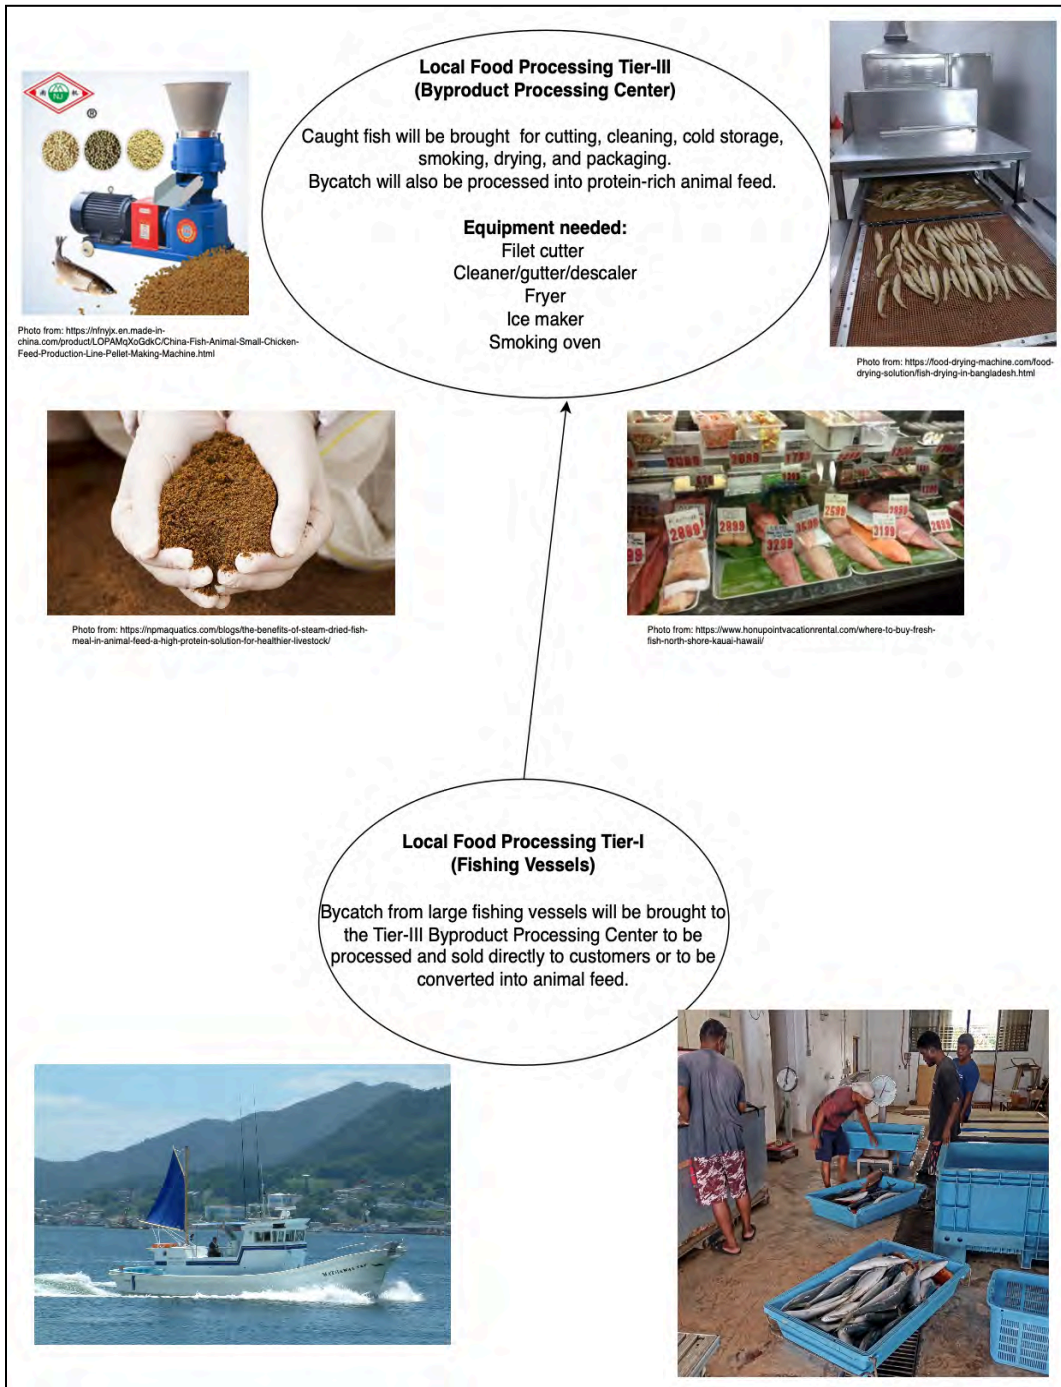 Local Food Processing Tier-III
(Byproduct Processing Center)
Caught fish will be brought for cutting, cleaning, cold storage,
smoking, drying, and packaging.
Bycatch will also be processed into protein-rich animal feed.
Equipment needed:
Filet cutter
Cleaner/gutter/descaler
Fryer
Ice maker
Smoking oven
NJ
®
Photo from: https://nfnyjx.en.made-in-
china.com/product/LOPAMqXoGdkC/China-Fish-Animal-Small-Chicken-
Feed-Production-Line-Pellet-Making-Machine.html
Photo from: https://food-drying-machine.com/food-
drying-solution/fish-drying-in-bangladesh.html
2899
2899
3299
2599
3199
Photo from: https://npmaquatics.com/blogs/the-benefits-of-steam-dried-fish-
meal-in-animal-feed-a-high-protein-solution-for-healthier-livestock/
Photo from: https://www.honupointvacationrental.com/where-to-buy-fresh-
fish-north-shore-kauai-hawaii/
Local Food Processing Tier-I
(Fishing Vessels)
Bycatch from large fishing vessels will be brought to
the Tier-III Byproduct Processing Center to be
processed and sold directly to customers or to be
converted into animal feed.